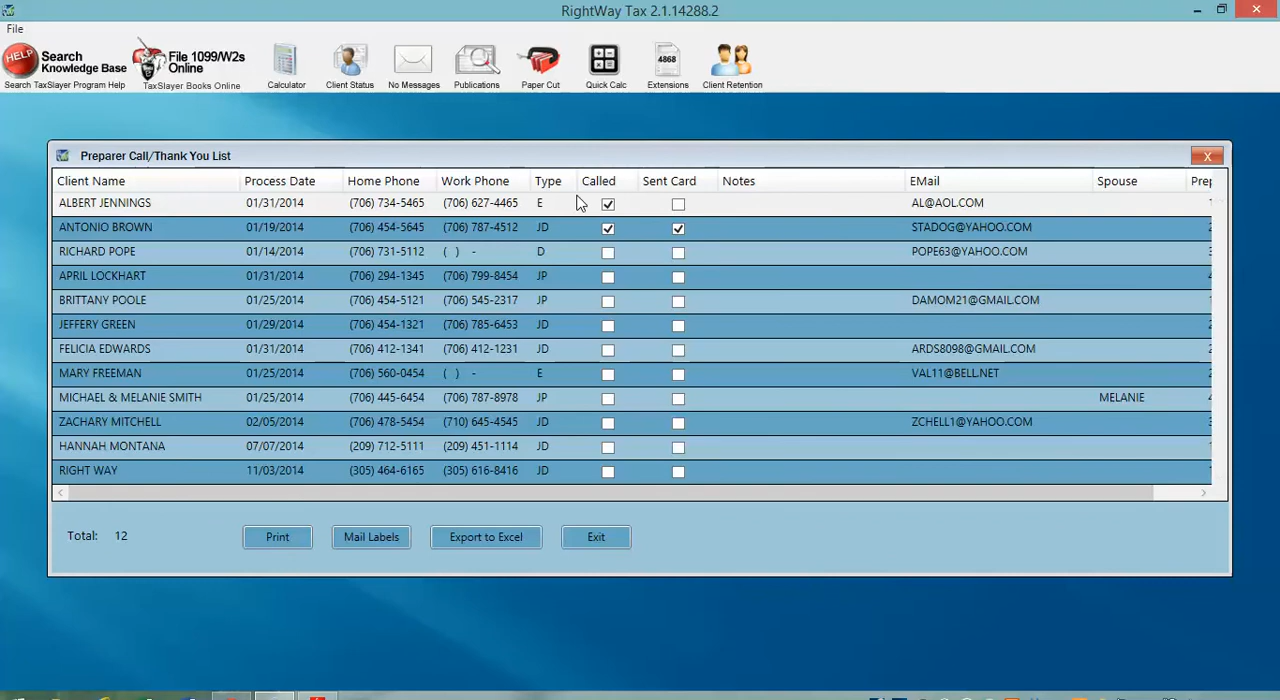 RightWay Tax 2.1.14288.2
File
HELP Search Knowledge Base
Search TaxSlayer Program Help
File 1099/W2s Online
TaxSlayer Books Online
Calculator
Client Status
No Messages
Publications
Paper Cut
Quick Calc
4868
Extensions
Client Retention
Preparer Call/Thank You List
X
Client Name Process Date Home Phone Work Phone Type Called Sent Card Notes EMail Spouse Prep
ALBERT JENNINGS 01/31/2014 (706) 734-5465 (706) 627-4465 E AL@AOL.COM
ANTONIO BROWN 01/19/2014 (706) 454-5645 (706) 787-4512 JD STADOG@YAHOO.COM
RICHARD POPE 01/14/2014 (706) 731-5112 ( ) - D POPE63@YAHOO.COM
APRIL LOCKHART 01/31/2014 (706) 294-1345 (706) 799-8454 JP
BRITTANY POOLE 01/25/2014 (706) 454-5121 (706) 545-2317 JP DAMOM21@GMAIL.COM
JEFFERY GREEN 01/29/2014 (706) 454-1321 (706) 785-6453 JD
FELICIA EDWARDS 01/31/2014 (706) 412-1341 (706) 412-1231 JD ARDS8098@GMAIL.COM
MARY FREEMAN 01/25/2014 (706) 560-0454 ( ) - E VAL11@BELL.NET
MICHAEL & MELANIE SMITH 01/25/2014 (706) 445-6454 (706) 787-8978 JP MELANIE
ZACHARY MITCHELL 02/05/2014 (706) 478-5454 (710) 645-4545 JD ZCHELL1@YAHOO.COM
HANNAH MONTANA 07/07/2014 (209) 712-5111 (209) 451-1114 JD
RIGHT WAY 11/03/2014 (305) 464-6165 (305) 616-8416 JD
Total: 12
Print
Mail Labels
Export to Excel
Exit